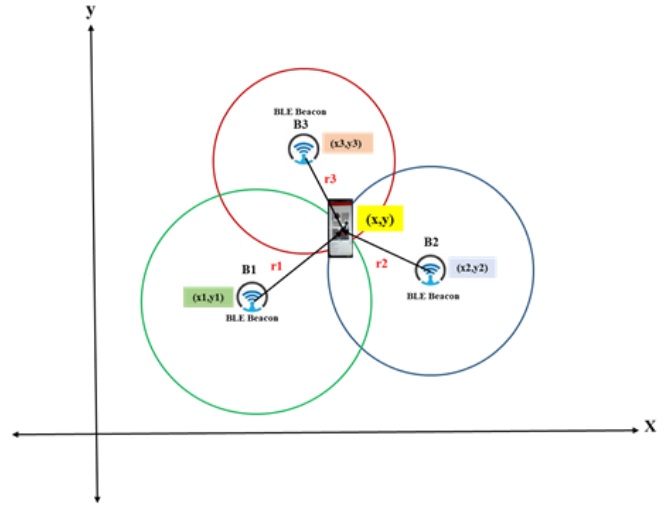 y
BLE Beacon
B3
(x3,y3)
r3
(x,y)
B1
r1
r2
B2
(x1,y1)
(x2,y2)
BLE Beacon
BLE Beacon
X